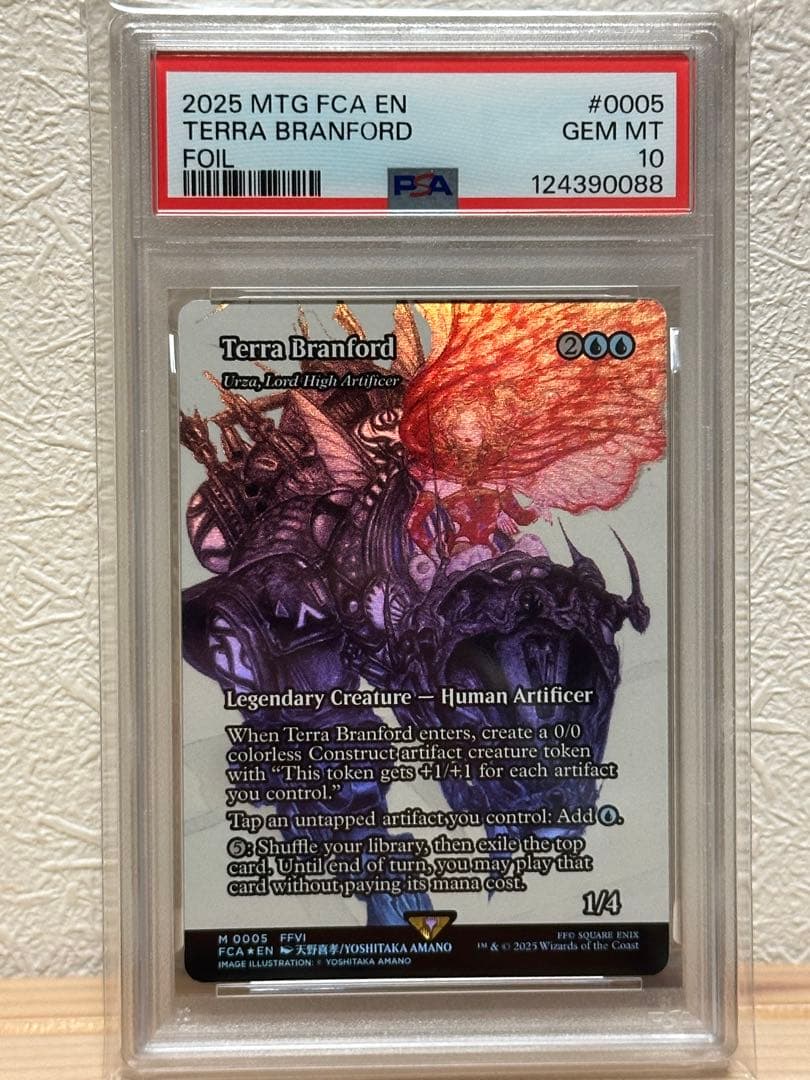 2025 MTG FCA EN #0005
TERRA BRANFORD GEM MT
FOIL 10
PSA 124390088
Terra Branford 2
Urza, Lord High Artificer
Legendary Creature — Human Artificer
When Terra Branford enters, create a 0/0
colorless Construct artifact creature token
with “This token gets +1/+1 for each artifact
you control.”
Tap an untapped artifact you control: Add .
5: Shuffle your library, then exile the top
card. Until end of turn, you may play that
card without paying its mana cost.
1/4
M 0005 FFVI FF© SQUARE ENIX
FCA★EN 天野喜孝/YOSHITAKA AMANO ™ & © 2025 Wizards of the Coast
IMAGE ILLUSTRATION: © YOSHITAKA AMANO